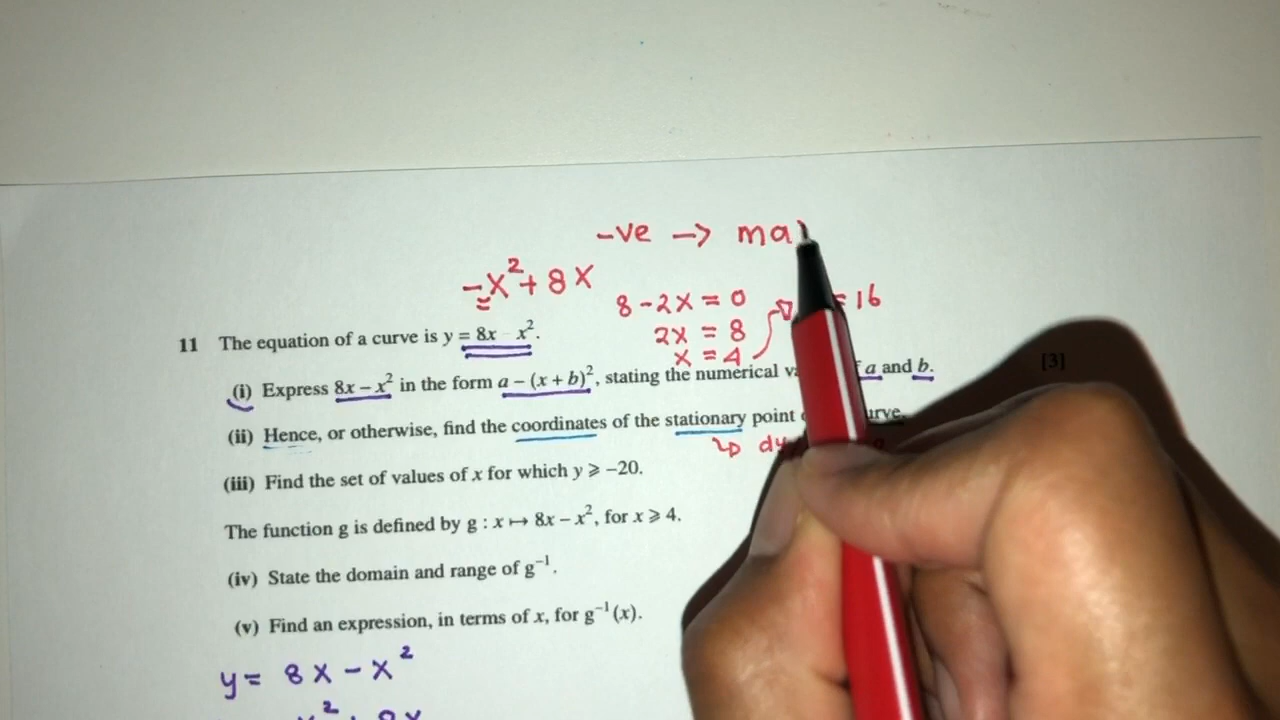 -ve → ma
-x²+8x
8-2x = 0
= 16
2x = 8
x = 4
11 The equation of a curve is y = 8x - x².
(i) Express 8x - x² in the form a - (x + b)², stating the numerical a and b. [3]
(ii) Hence, or otherwise, find the coordinates of the stationary point
(iii) Find the set of values of x for which y ⩾ -20.
The function g is defined by g : x ↦ 8x - x², for x ⩾ 4.
(iv) State the domain and range of g⁻¹.
(v) Find an expression, in terms of x, for g⁻¹(x).
y = 8x - x²